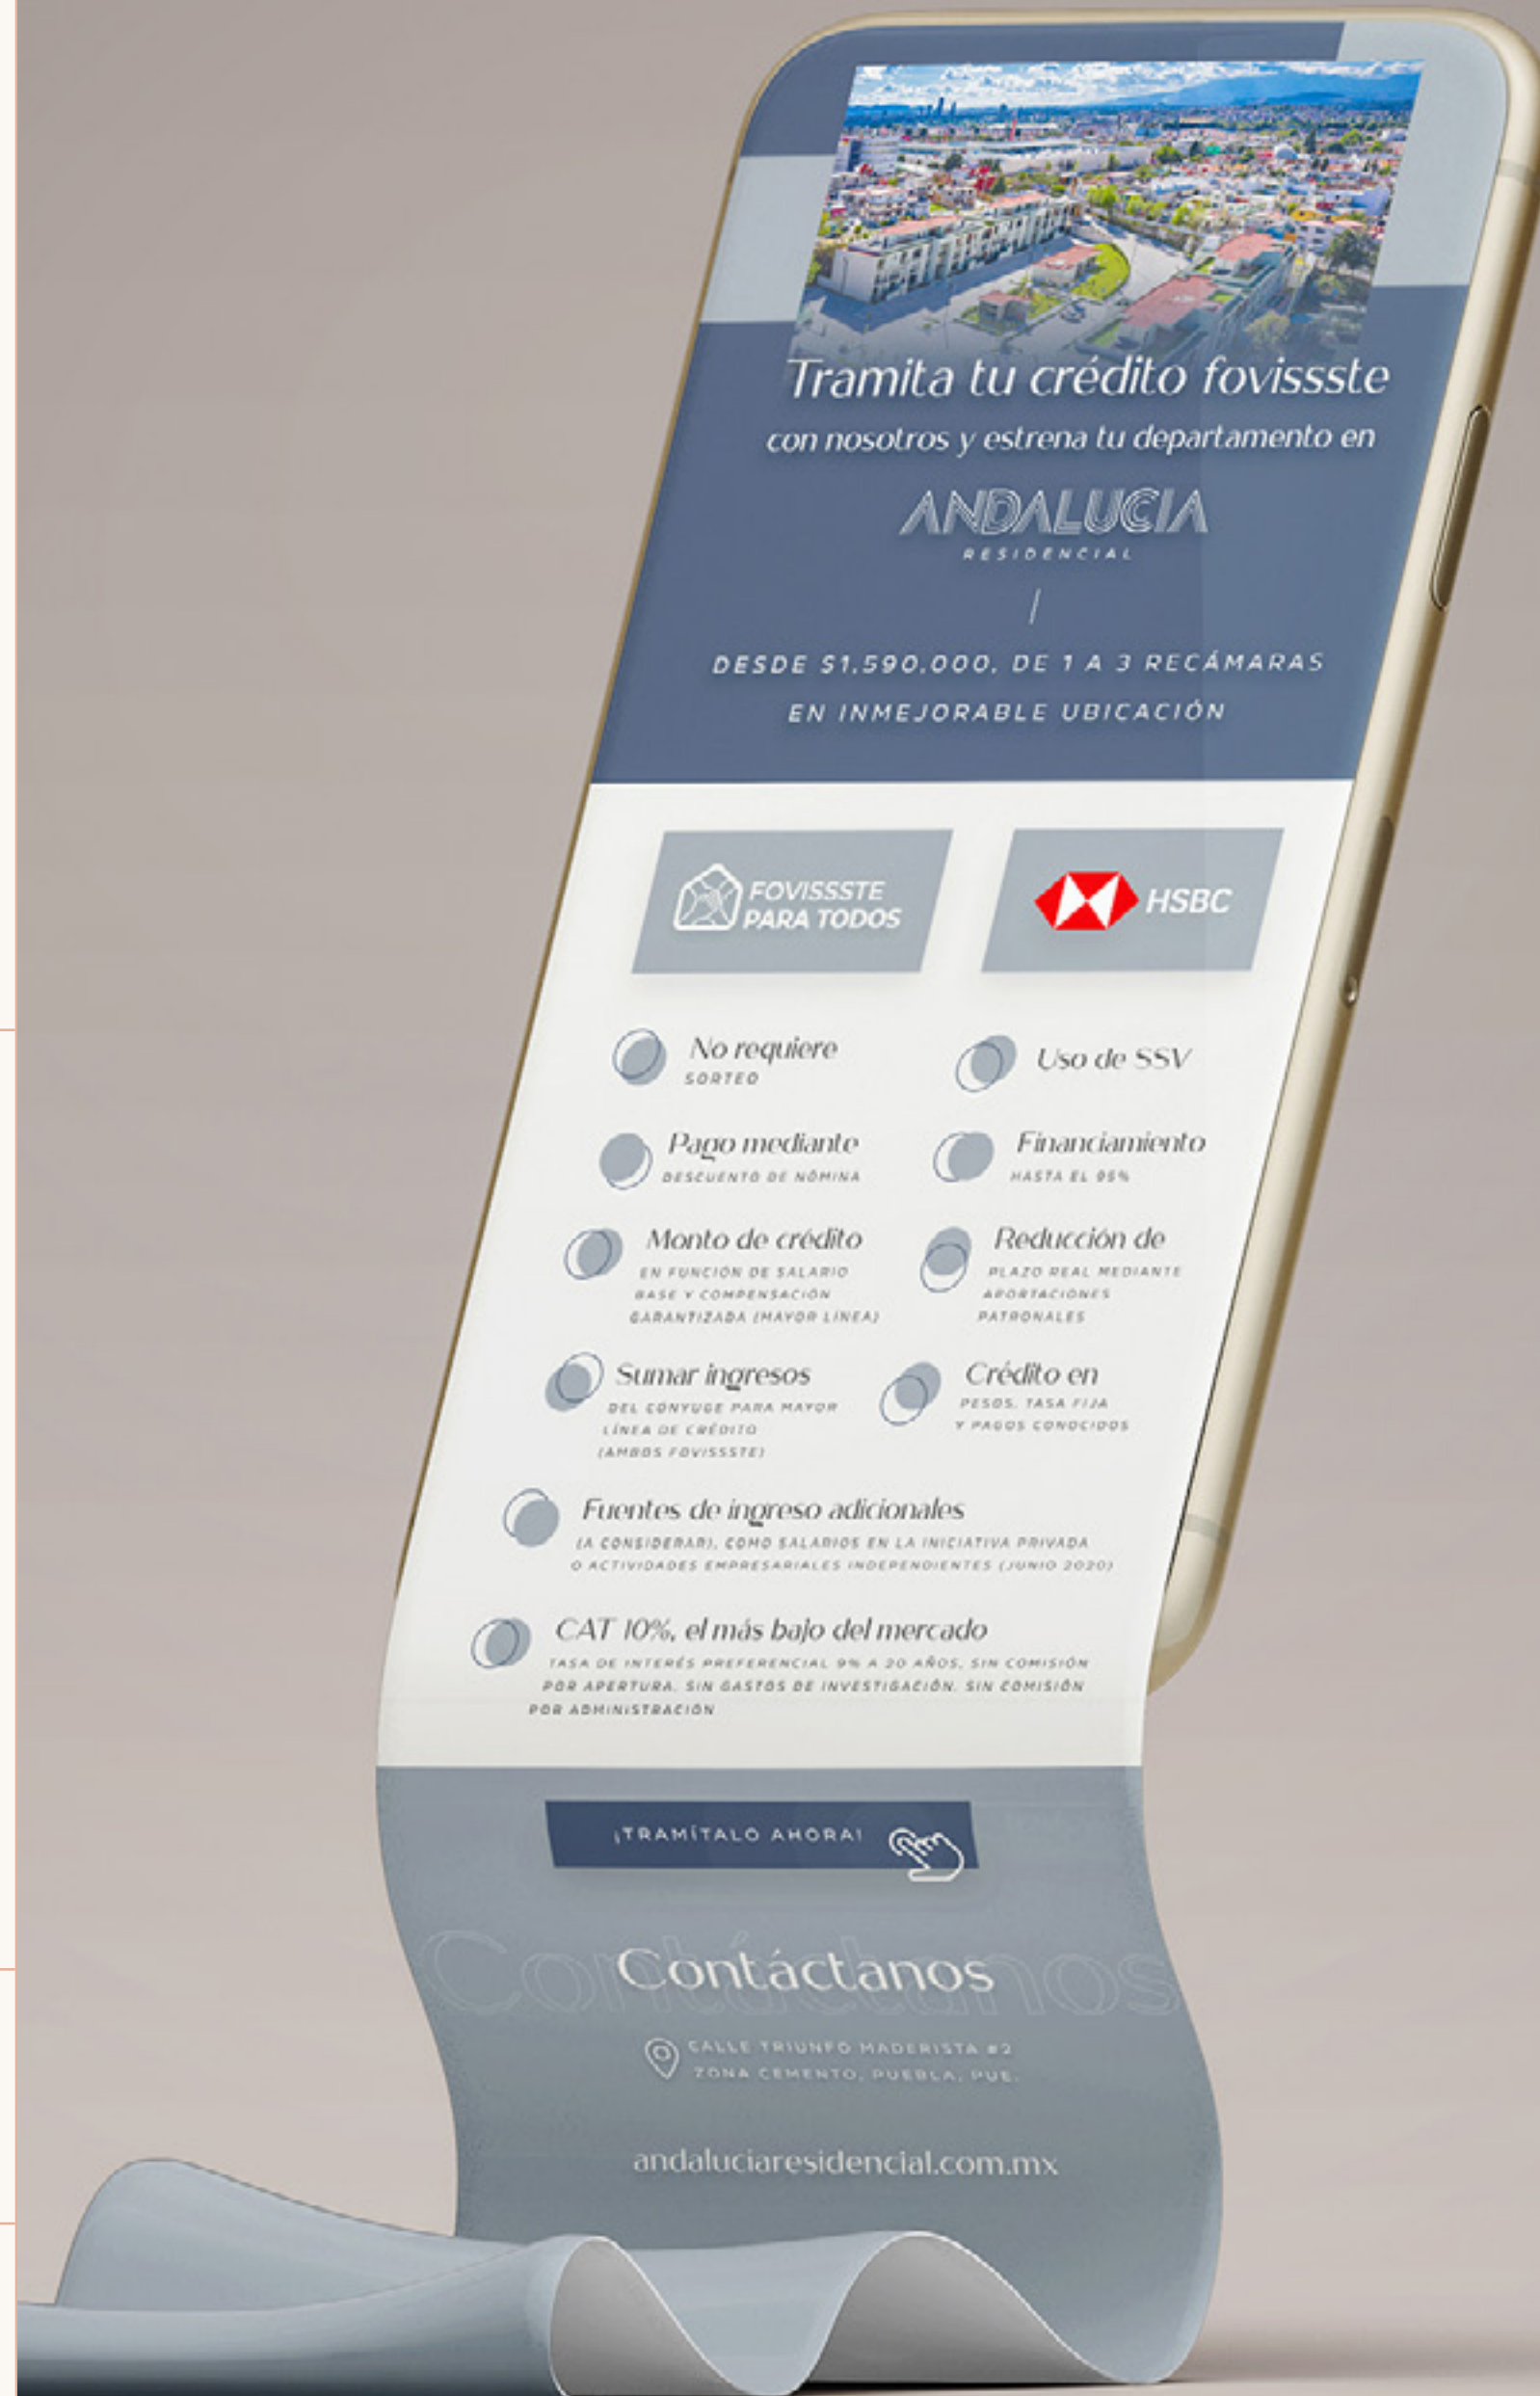 Tramita tu crédito fovissste
con nosotros y estrena tu departamento en
ANDALUCIA
RESIDENCIAL
DESDE $1,590,000, DE 1 A 3 RECÁMARAS
EN INMEJORABLE UBICACIÓN
FOVISSSTE
PARA TODOS
HSBC
No requiere
SORTEO
Uso de SSV
Pago mediante
DESCUENTO DE NÓMINA
Financiamiento
HASTA EL 95%
Monto de crédito
EN FUNCIÓN DE SALARIO
BASE Y COMPENSACIÓN
GARANTIZADA (MAYOR LÍNEA)
Reducción de
PLAZO REAL MEDIANTE
APORTACIONES
PATRONALES
Sumar ingresos
DEL CONYUGE PARA MAYOR
LÍNEA DE CRÉDITO
(AMBOS FOVISSSTE)
Crédito en
PESOS, TASA FIJA
Y PAGOS CONOCIDOS
Fuentes de ingreso adicionales
(A CONSIDERAR), COMO SALARIOS EN LA INICIATIVA PRIVADA
O ACTIVIDADES EMPRESARIALES INDEPENDIENTES (JUNIO 2020)
CAT 10%, el más bajo del mercado
TASA DE INTERÉS PREFERENCIAL 9% A 20 AÑOS, SIN COMISIÓN
POR APERTURA, SIN GASTOS DE INVESTIGACIÓN, SIN COMISIÓN
POR ADMINISTRACIÓN
¡TRAMÍTALO AHORA!
Contáctanos
Contáctanos
CALLE TRIUNFO MADERISTA #2
ZONA CEMENTO, PUEBLA, PUE.
andaluciaresidencial.com.mx